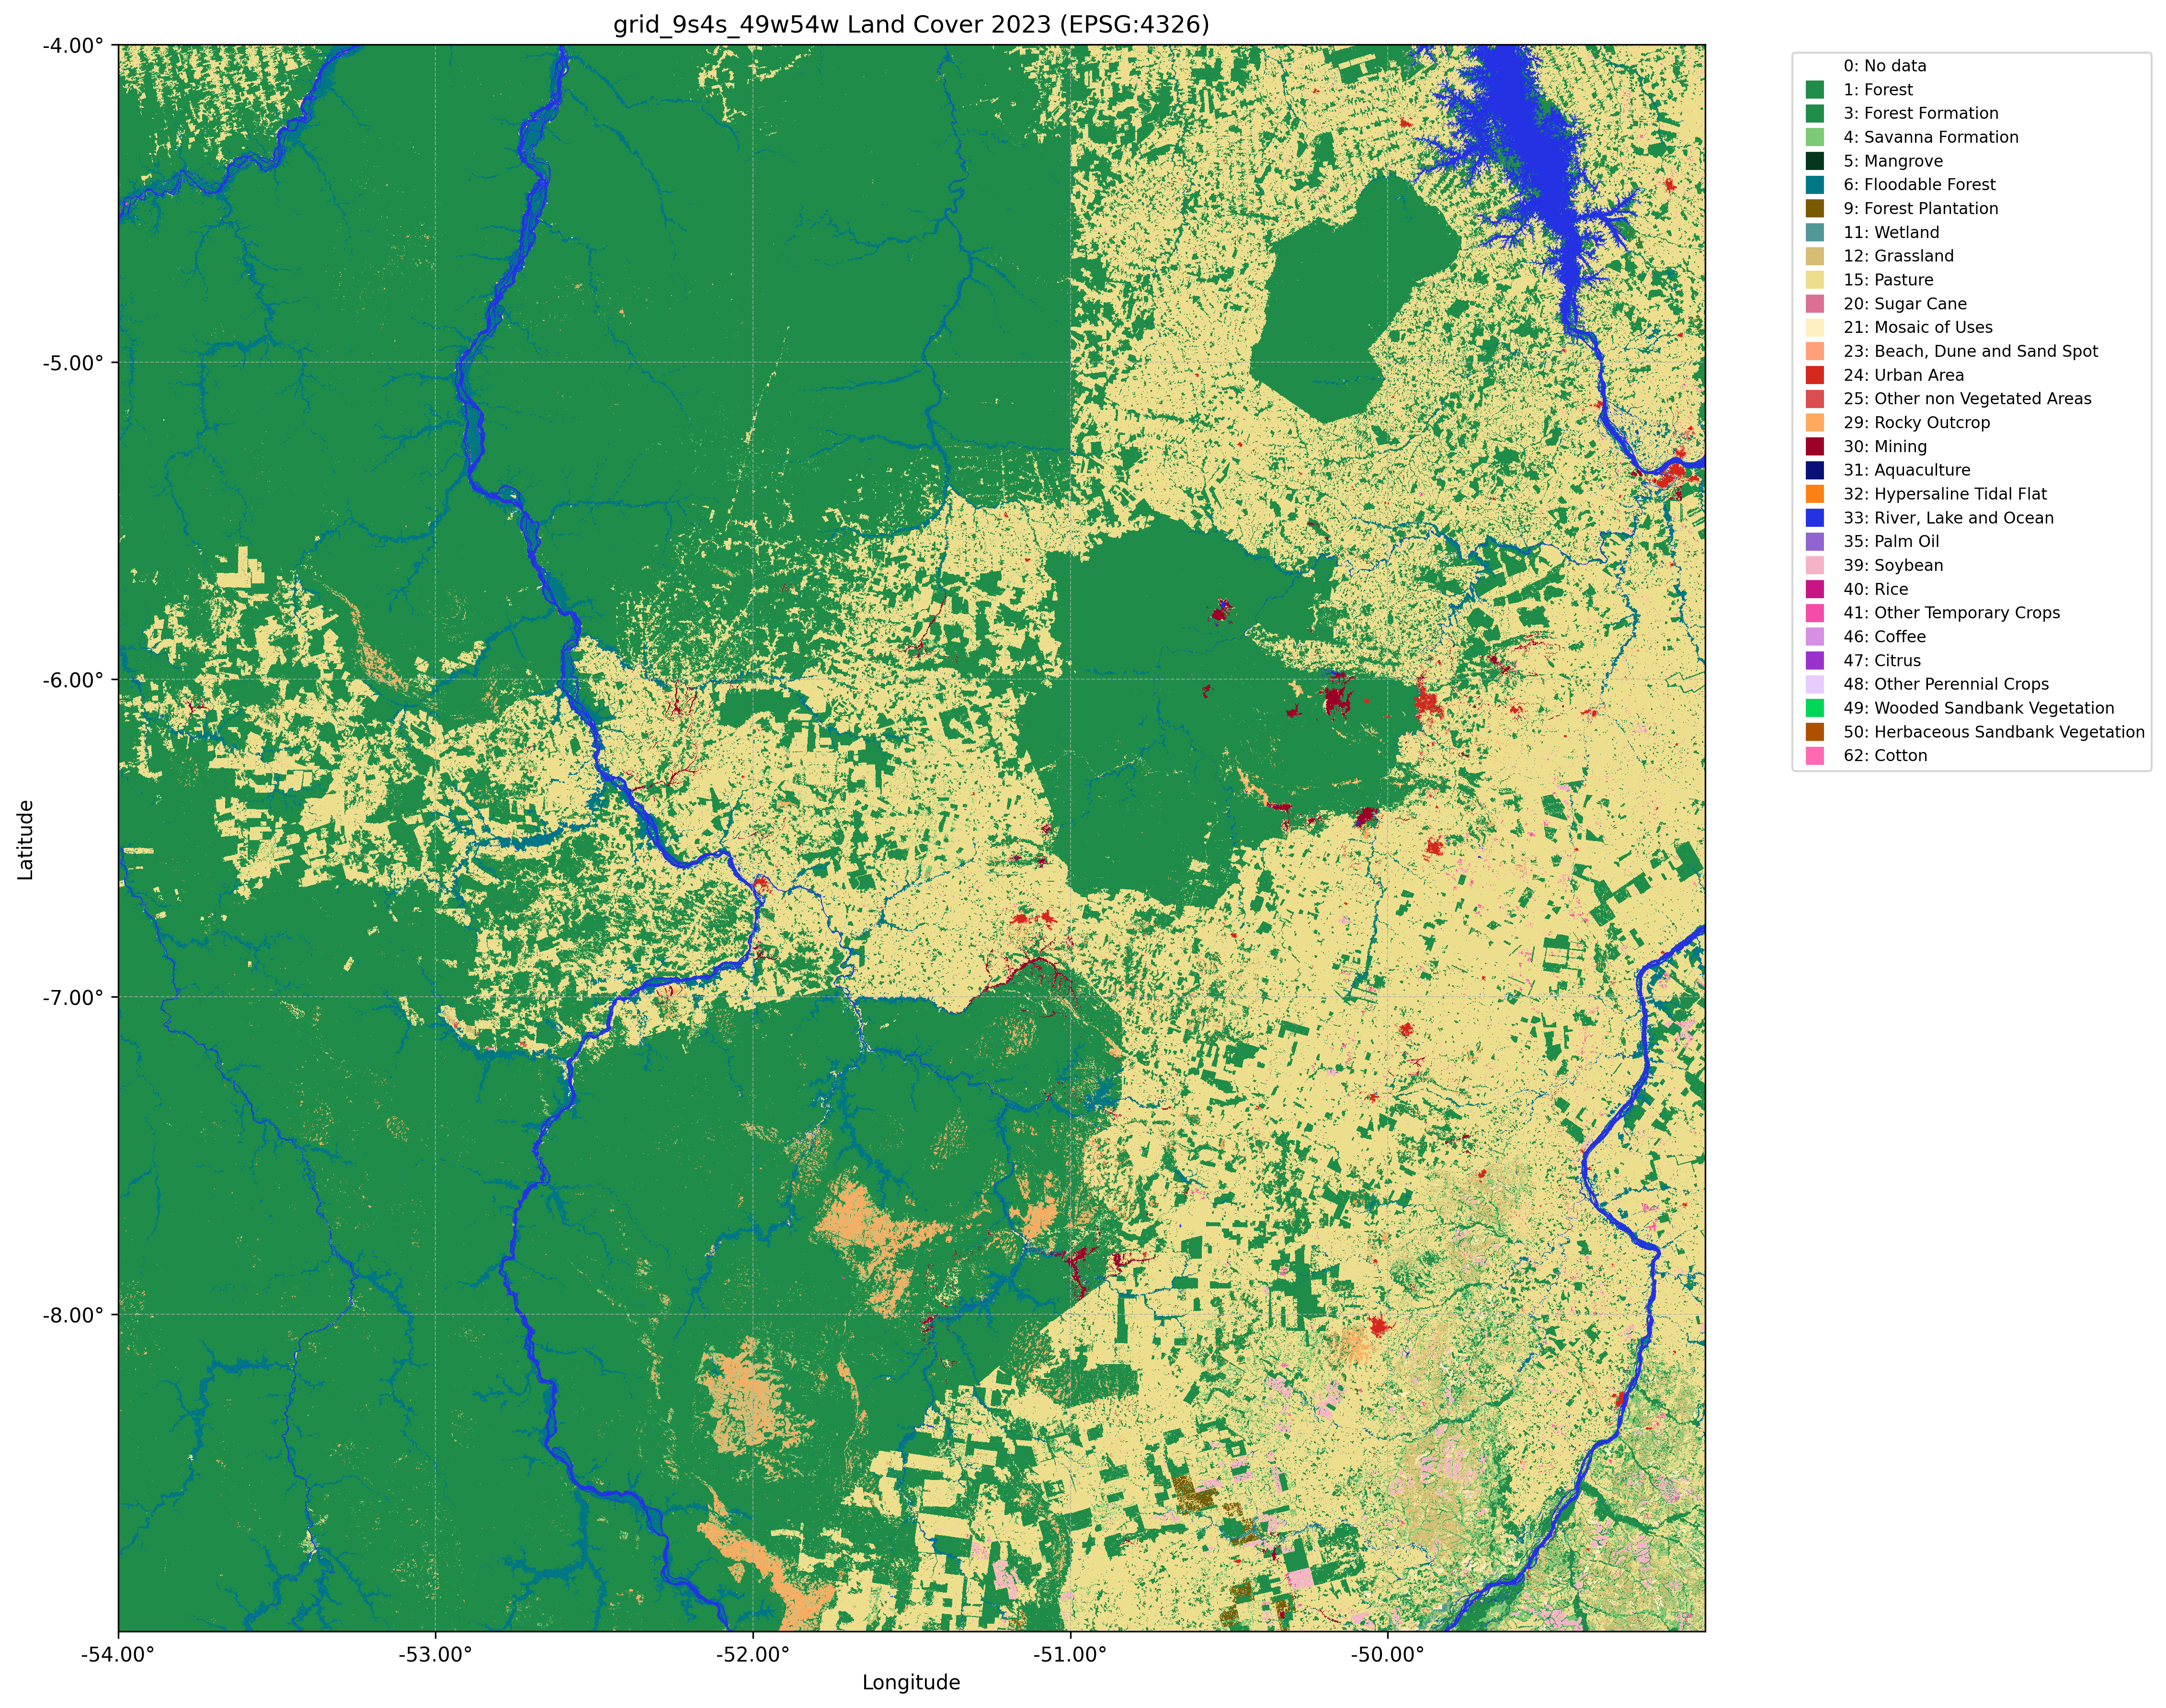 grid_9s4s_49w54w Land Cover 2023 (EPSG:4326)
-4.00°
-5.00°
-6.00°
-7.00°
-8.00°
Latitude
-54.00°
-53.00°
-52.00°
-51.00°
-50.00°
Longitude
0: No data
1: Forest
3: Forest Formation
4: Savanna Formation
5: Mangrove
6: Floodable Forest
9: Forest Plantation
11: Wetland
12: Grassland
15: Pasture
20: Sugar Cane
21: Mosaic of Uses
23: Beach, Dune and Sand Spot
24: Urban Area
25: Other non Vegetated Areas
29: Rocky Outcrop
30: Mining
31: Aquaculture
32: Hypersaline Tidal Flat
33: River, Lake and Ocean
35: Palm Oil
39: Soybean
40: Rice
41: Other Temporary Crops
46: Coffee
47: Citrus
48: Other Perennial Crops
49: Wooded Sandbank Vegetation
50: Herbaceous Sandbank Vegetation
62: Cotton